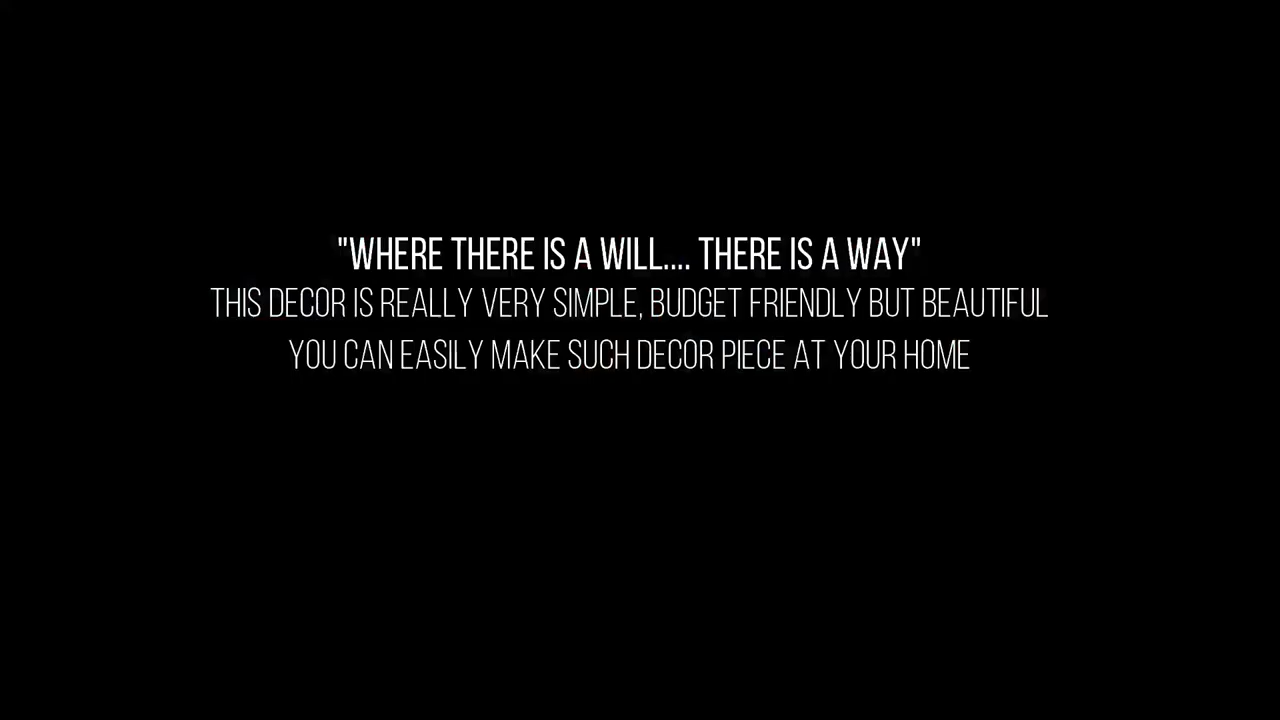 "WHERE THERE IS A WILL.... THERE IS A WAY"
THIS DECOR IS REALLY VERY SIMPLE, BUDGET FRIENDLY BUT BEAUTIFUL
YOU CAN EASILY MAKE SUCH DECOR PIECE AT YOUR HOME